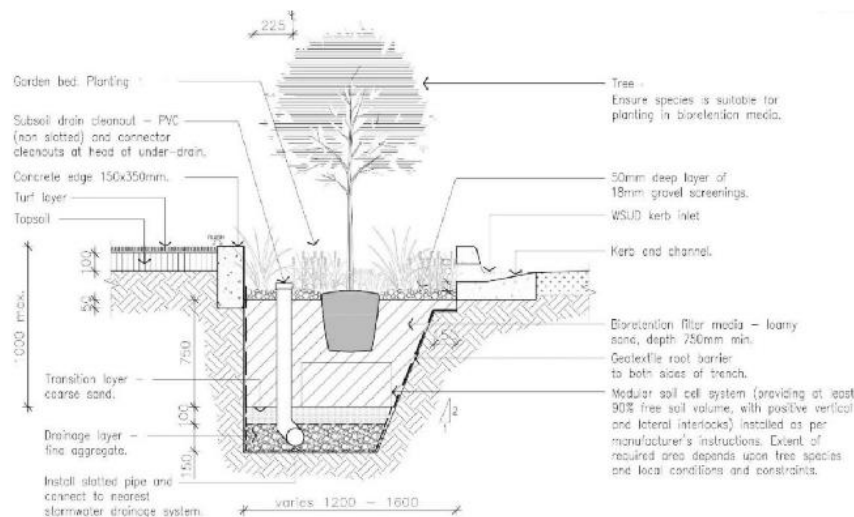 225
Garden bed. Planting
Subsoil drain cleanout – PVC
(non slotted) and connector
cleanouts at head of under-drain.
Concrete edge 150x350mm.
Turf layer
Topsoil
100
50
1000 max.
750
Transition layer –
coarse sand.
100
Drainage layer –
fine aggregate.
150
Install slotted pipe and
connect to nearest
stormwater drainage system.
varies 1200 – 1600
Tree -
Ensure species is suitable for
planting in bioretention media.
50mm deep layer of
18mm gravel screenings.
WSUD kerb inlet
Kerb and channel.
Bioretention filter media – loamy
sand, depth 750mm min.
Geotextile root barrier
to both sides of trench.
Modular soil cell system (providing at least
90% free soil volume, with positive vertical
and lateral interlocks) installed as per
manufacturer's instructions. Extent of
required area depends upon tree species
and local conditions and constraints.
2